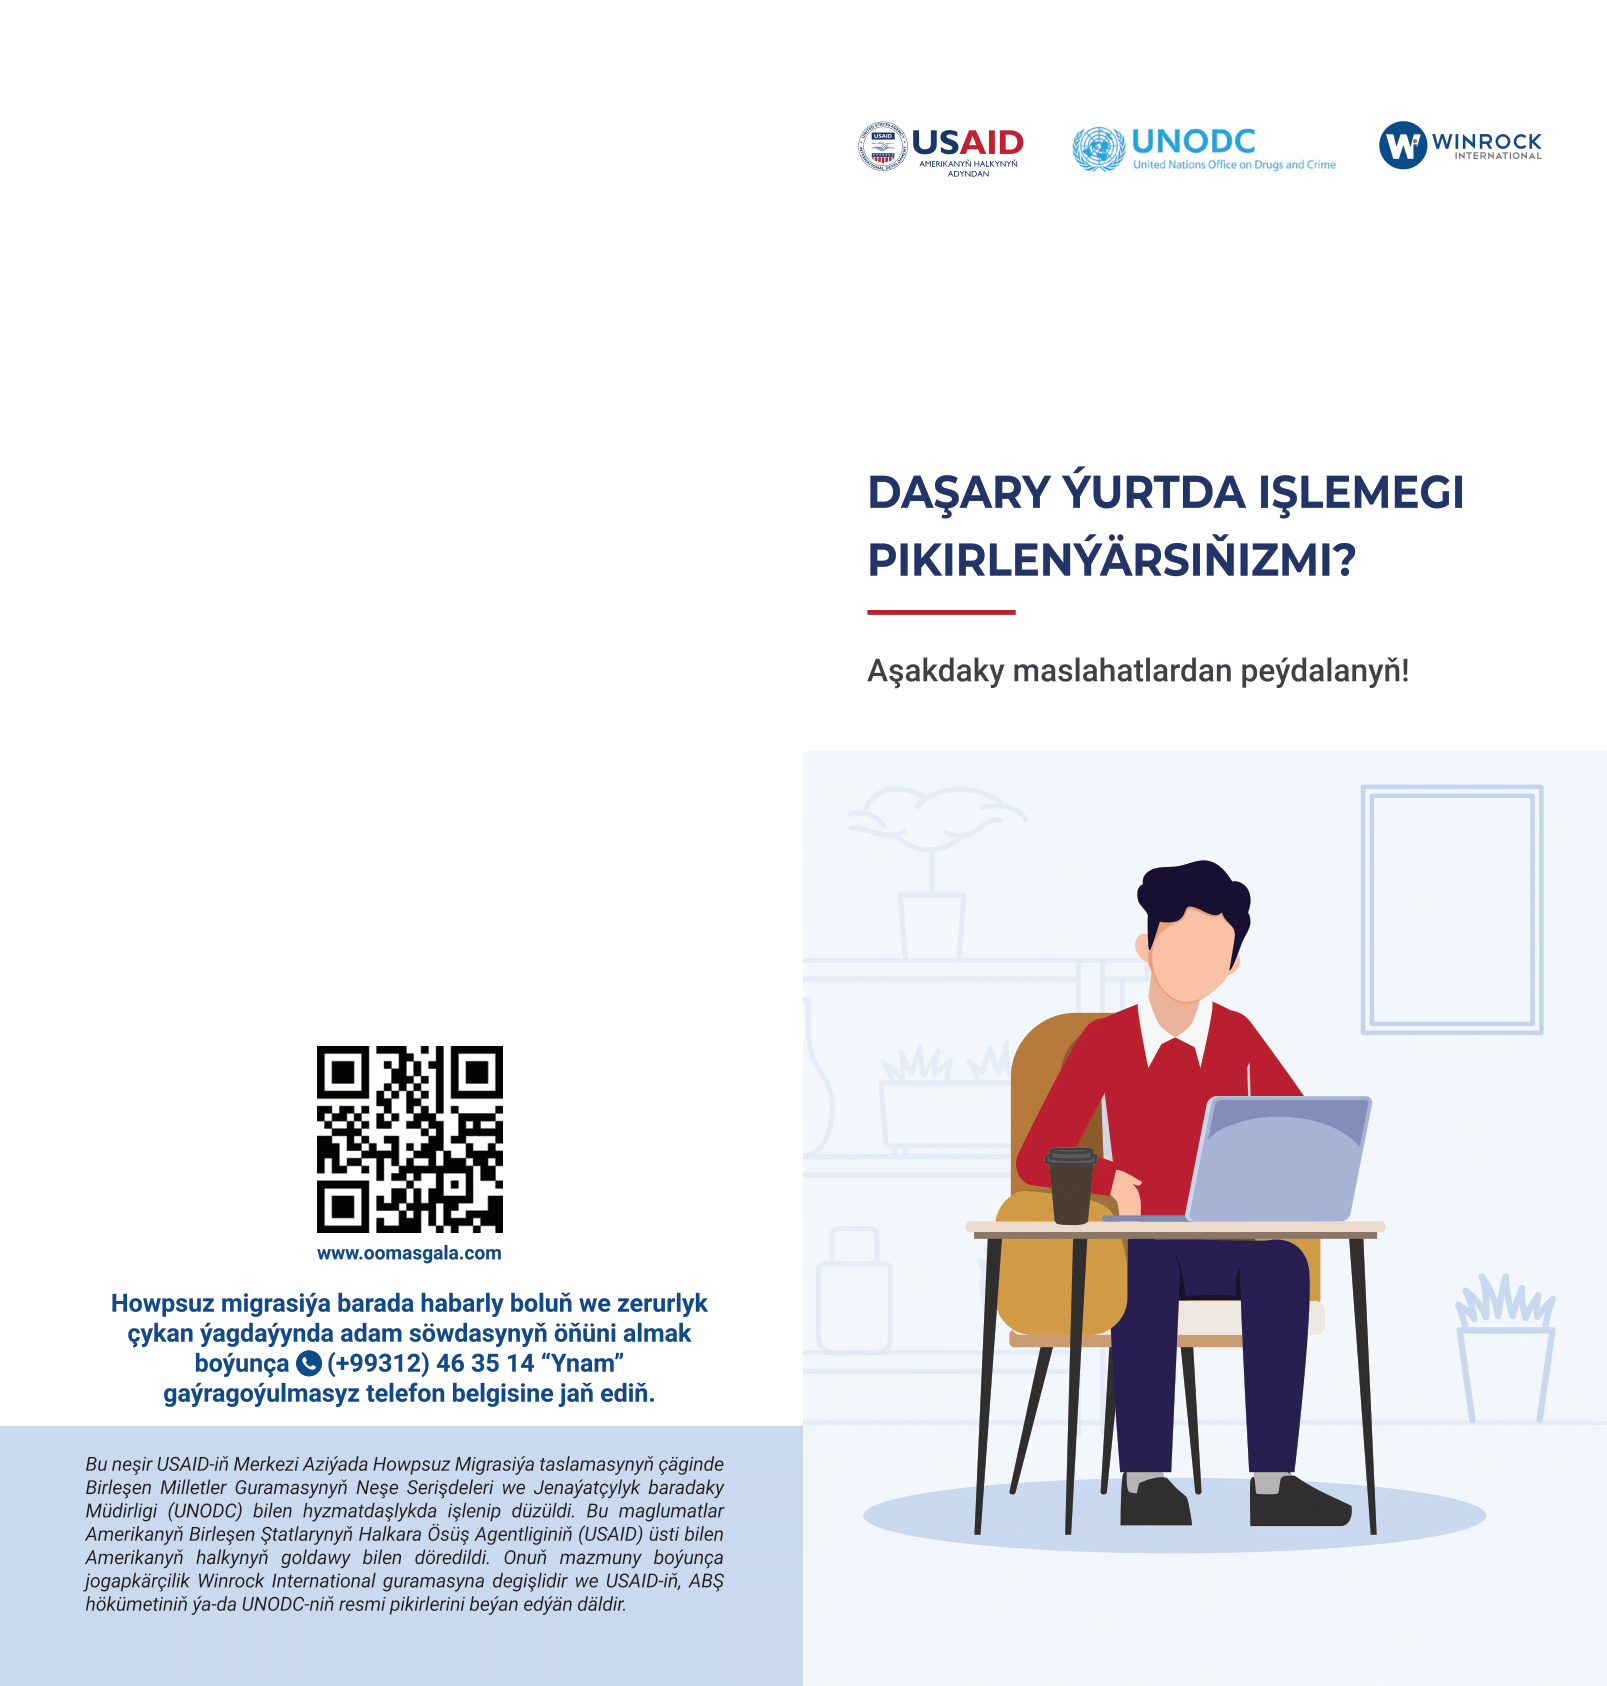 USAID
AMERIKANYŇ HALKYNYŇ
ADYNDAN
UNODC
United Nations Office on Drugs and Crime
WINROCK
INTERNATIONAL
DAŞARY ÝURTDA IŞLEMEGI
PIKIRLENÝÄRSIŇIZMI?
Aşakdaky maslahatlardan peýdalanyň!
www.oomasgala.com
Howpsuz migrasiýa barada habarly boluň we zerurlyk
çykan ýagdaýynda adam söwdasynyň öňüni almak
boýunça (+99312) 46 35 14 “Ynam”
gaýragoýulmasyz telefon belgisine jaň ediň.
Bu neşir USAID-iň Merkezi Aziýada Howpsuz Migrasiýa taslamasynyň çäginde
Birleşen Milletler Guramasynyň Neşe Serişdeleri we Jenaýatçylyk baradaky
Müdirligi (UNODC) bilen hyzmatdaşlykda işlenip düzüldi. Bu maglumatlar
Amerikanyň Birleşen Ştatlarynyň Halkara Ösüş Agentliginiň (USAID) üsti bilen
Amerikanyň halkynyň goldawy bilen döredildi. Onuň mazmuny boýunça
jogapkärçilik Winrock International guramasyna degişlidir we USAID-iň, ABŞ
hökümetiniň ýa-da UNODC-niň resmi pikirlerini beýan edýän däldir.